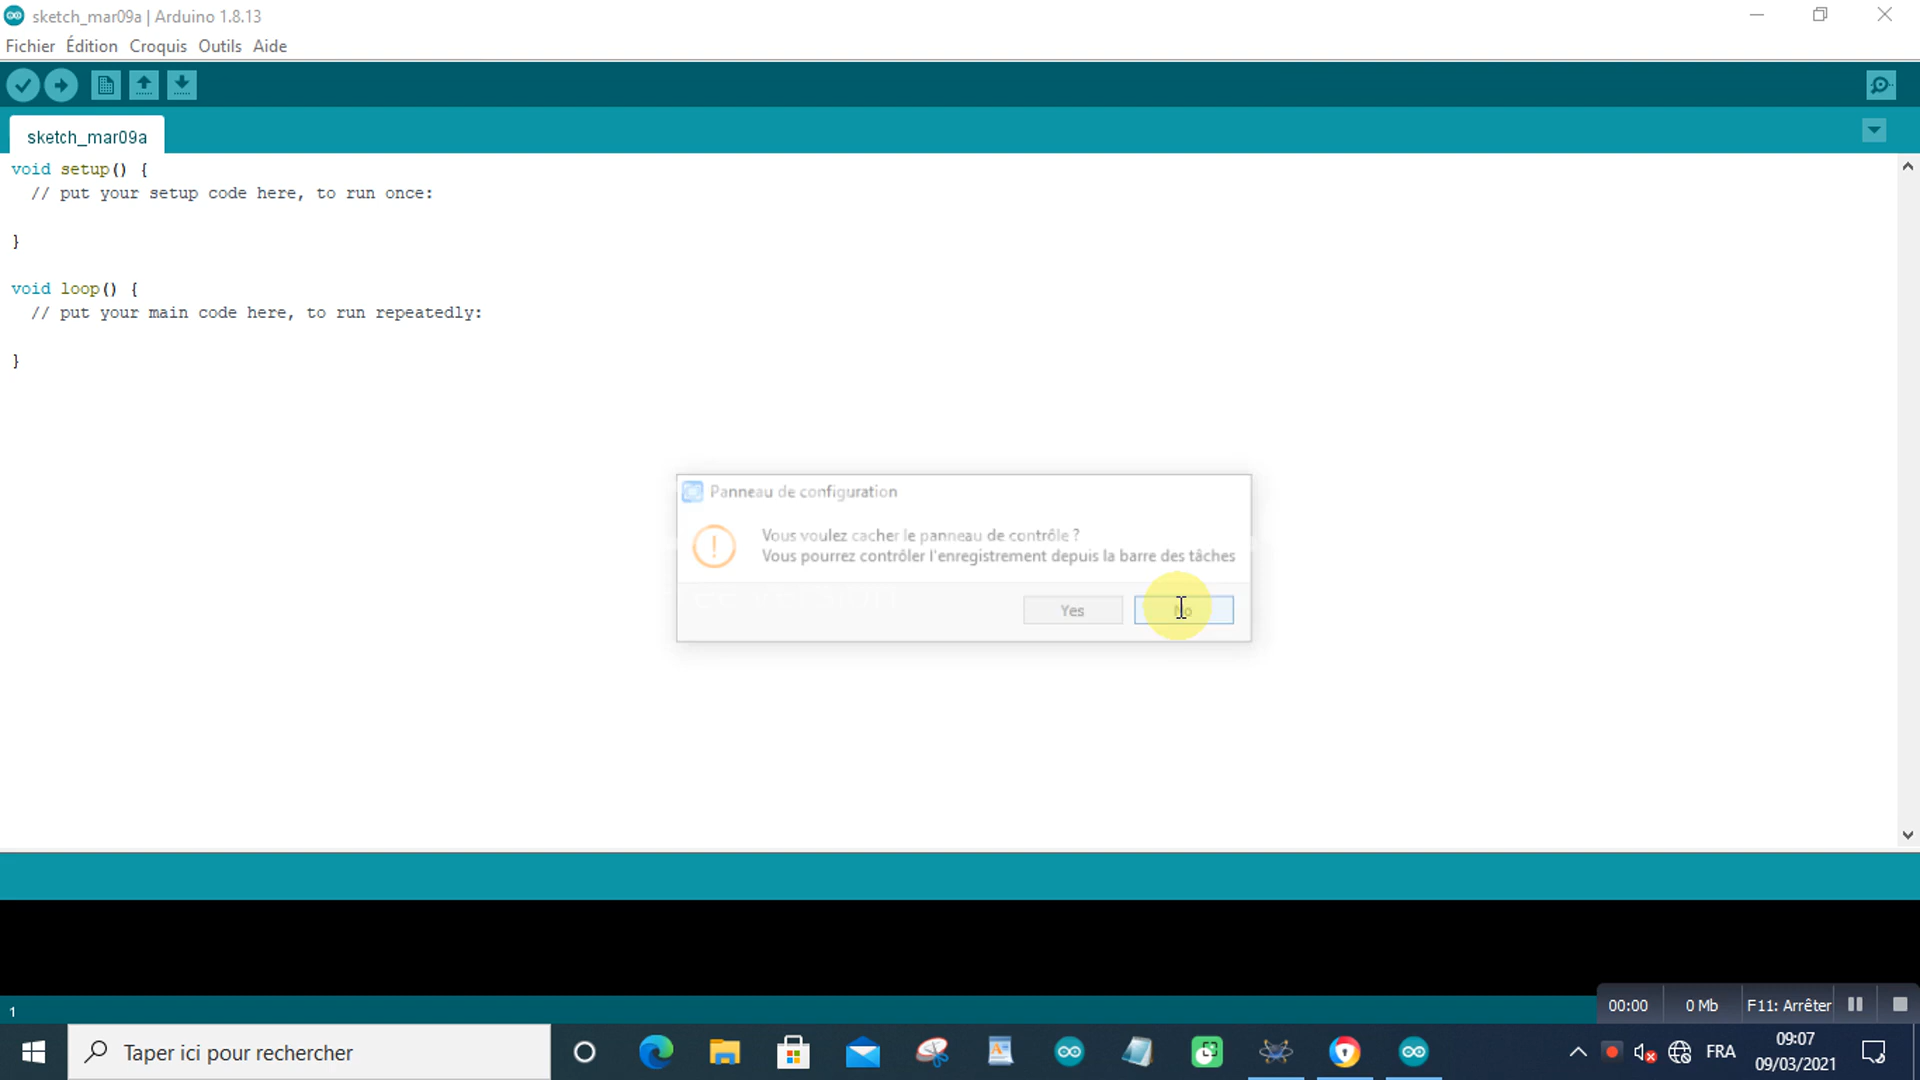 sketch_mar09a | Arduino 1.8.13
Fichier Édition Croquis Outils Aide
sketch_mar09a
void setup() {
// put your setup code here, to run once:
}
void loop() {
// put your main code here, to run repeatedly:
}
Panneau de configuration
Vous voulez cacher le panneau de contrôle ?
Vous pourrez contrôler l'enregistrement depuis la barre des tâches
Yes
No
1
00:00
0 Mb
F11: Arrêter
Taper ici pour rechercher
FRA
09:07
09/03/2021